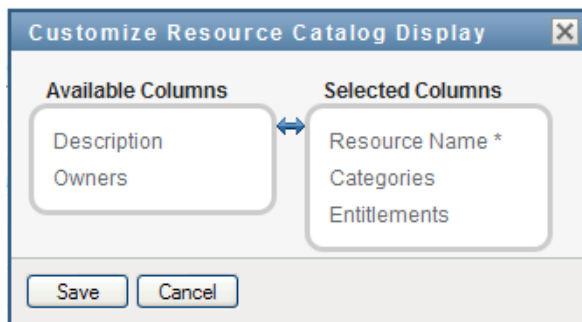 Customize Resource Catalog Display
Available Columns
Description
Owners
Selected Columns
Resource Name *
Categories
Entitlements
Save
Cancel